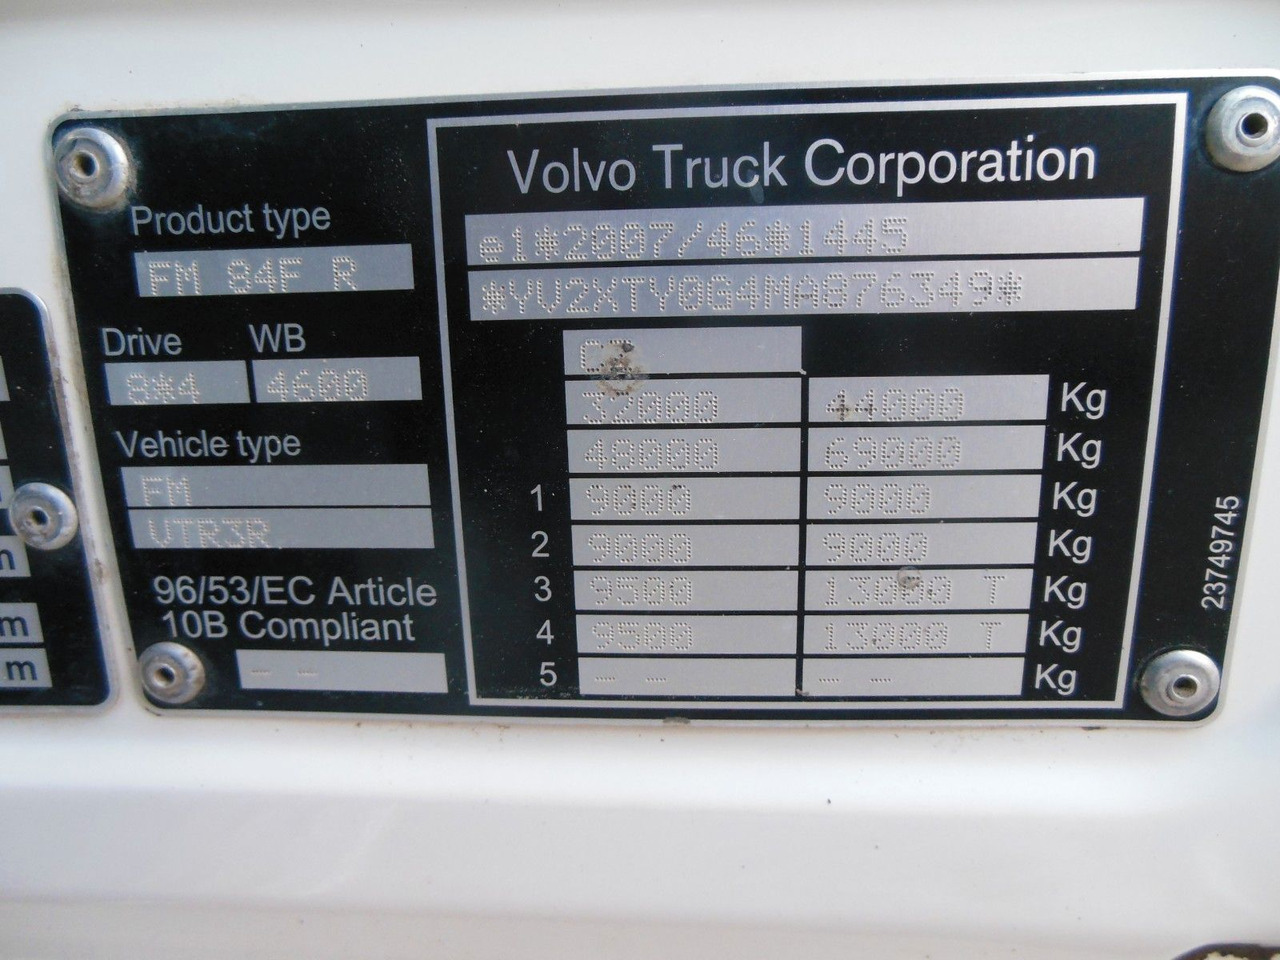 Volvo Truck Corporation
Product type
FM 84F R
e1*2007/46*1445
*YV2XTY0G4MA876349*
Drive WB
8*4 4600
32000 44000 Kg
48000 69000 Kg
Vehicle type
FM
VTR3R
1 9000 9000 Kg
2 9000 9000 Kg
96/53/EC Article
10B Compliant
-- --
3 9500 13000 T Kg
4 9500 13000 T Kg
5 -- -- -- -- Kg
23749745
m
m